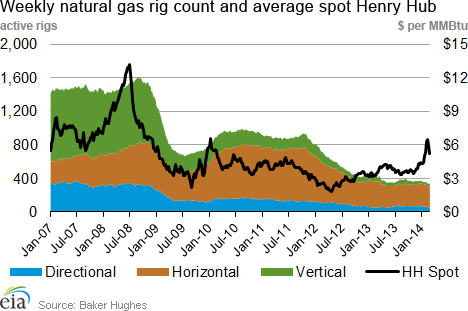 Weekly natural gas rig count and average spot Henry Hub
active rigs $ per MMBtu
2,000 $15
1,600 $12
1,200 $9
800 $6
400 $3
0 $0
Jan-07 Jul-07 Jan-08 Jul-08 Jan-09 Jul-09 Jan-10 Jul-10 Jan-11 Jul-11 Jan-12 Jul-12 Jan-13 Jul-13 Jan-14
Directional Horizontal Vertical HH Spot
eia Source: Baker Hughes